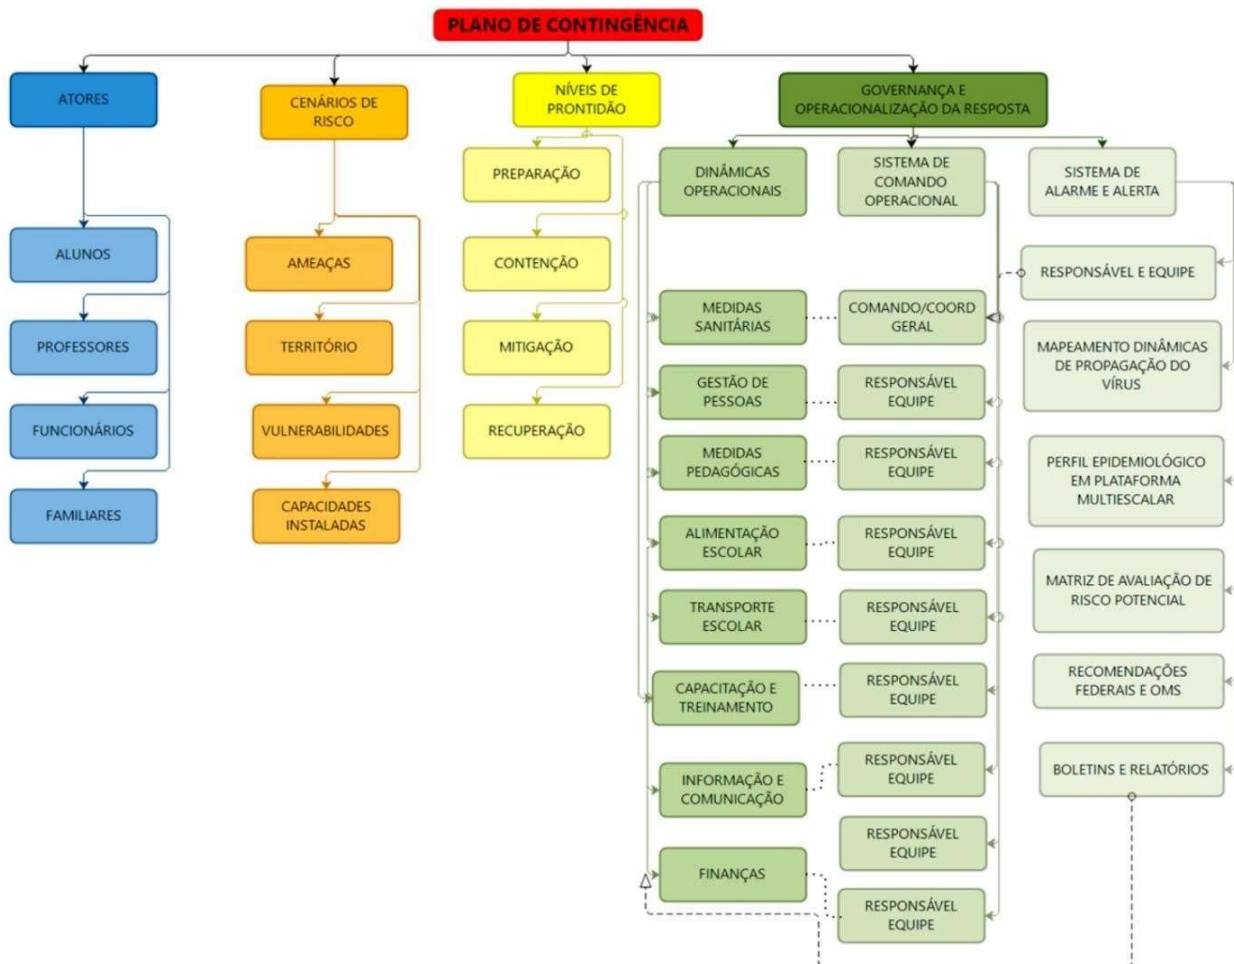 PLANO DE CONTINGÊNCIA
ATORES
ALUNOS
PROFESSORES
FUNCIONÁRIOS
FAMILIARES
CENÁRIOS DE
RISCO
AMEAÇAS
TERRITÓRIO
VULNERABILIDADES
CAPACIDADES
INSTALADAS
NÍVEIS DE
PRONTIDÃO
PREPARAÇÃO
CONTENÇÃO
MITIGAÇÃO
RECUPERAÇÃO
GOVERNANÇA E
OPERACIONALIZAÇÃO DA RESPOSTA
DINÂMICAS
OPERACIONAIS
MEDIDAS
SANITÁRIAS
GESTÃO DE
PESSOAS
MEDIDAS
PEDAGÓGICAS
ALIMENTAÇÃO
ESCOLAR
TRANSPORTE
ESCOLAR
CAPACITAÇÃO E
TREINAMENTO
INFORMAÇÃO E
COMUNICAÇÃO
FINANÇAS
SISTEMA DE
COMANDO
OPERACIONAL
COMANDO/COORD
GERAL
RESPONSÁVEL
EQUIPE
RESPONSÁVEL
EQUIPE
RESPONSÁVEL
EQUIPE
RESPONSÁVEL
EQUIPE
RESPONSÁVEL
EQUIPE
RESPONSÁVEL
EQUIPE
RESPONSÁVEL
EQUIPE
RESPONSÁVEL
EQUIPE
SISTEMA DE
ALARME E ALERTA
RESPONSÁVEL E EQUIPE
MAPEAMENTO DINÂMICAS
DE PROPAGAÇÃO DO
VÍRUS
PERFIL EPIDEMIOLÓGICO
EM PLATAFORMA
MULTIESCALAR
MATRIZ DE AVALIAÇÃO DE
RISCO POTENCIAL
RECOMENDAÇÕES
FEDERAIS E OMS
BOLETINS E RELATÓRIOS